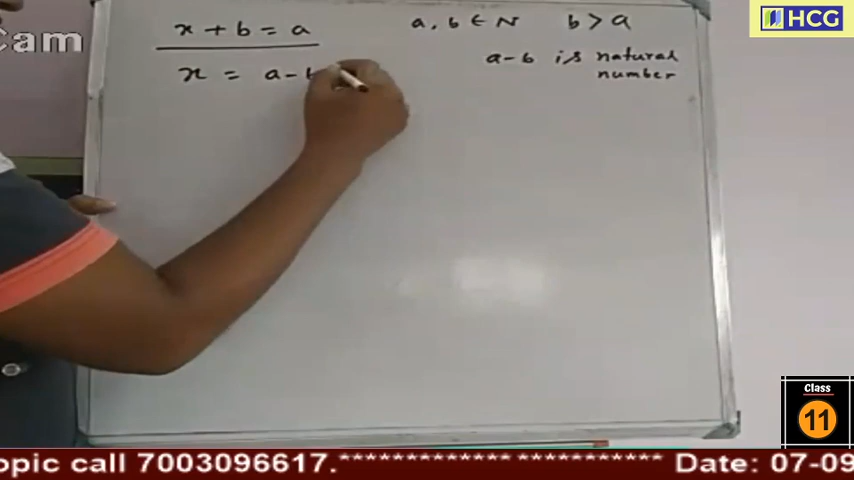 Cam
HCG
x + b = a
a, b ∈ N b > a
x = a - b
a - b is natural
number
Class
11
opic call 7003096617.************ ************ Date: 07-09